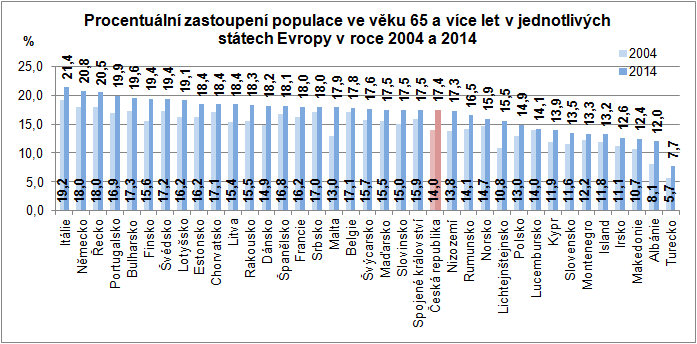 Procentuální zastoupení populace ve věku 65 a více let v jednotlivých
státech Evropy v roce 2004 a 2014
%
2004
2014
25,0
20,0
15,0
10,0
5,0
0,0
21,4 20,8 20,5 19,9 19,6 19,4 19,4 19,1 18,4 18,4 18,4 18,3 18,2 18,1 18,0 18,0 17,9 17,8 17,6 17,5 17,5 17,5 17,4 17,3 16,5 15,9 15,5 14,9 14,1 13,9 13,5 13,3 13,2 12,6 12,4 12,0 7,7
19,2 18,0 18,0 16,9 17,3 15,6 17,2 16,2 16,2 17,1 15,4 15,5 14,9 16,8 16,2 17,0 13,0 17,1 15,7 15,5 15,0 15,9 14,0 13,8 14,1 14,7 10,8 13,0 14,0 11,9 11,6 12,2 11,8 11,1 10,7 8,1 5,7
Itálie
Německo
Řecko
Portugalsko
Bulharsko
Finsko
Švédsko
Lotyšsko
Estonsko
Chorvatsko
Litva
Rakousko
Dánsko
Španělsko
Francie
Srbsko
Malta
Belgie
Švýcarsko
Maďarsko
Slovinsko
Spojené království
Česká republika
Nizozemí
Rumunsko
Norsko
Lichtejnštejnsko
Polsko
Lucembursko
Kypr
Slovensko
Montenegro
Island
Irsko
Makedonie
Albánie
Turecko